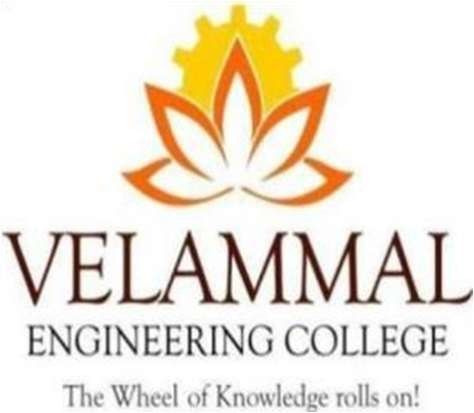 VELAMMAL
ENGINEERING COLLEGE
The Wheel of Knowledge rolls on!